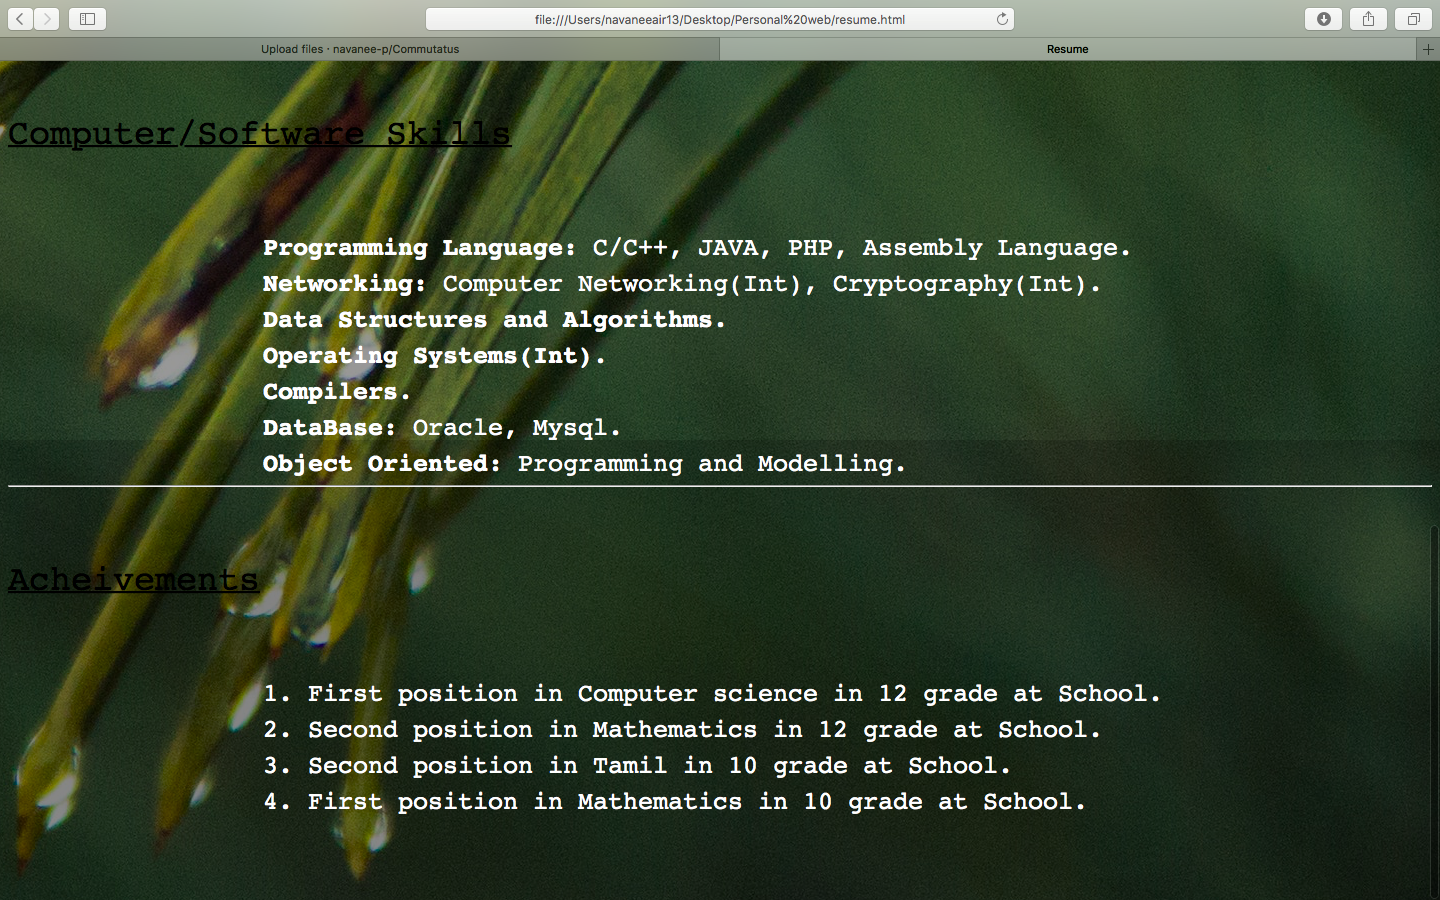 file:///Users/navaneeair13/Desktop/Personal%20web/resume.html
Upload files · navanee-p/Commutatus
Resume
Computer/Software Skills
Programming Language: C/C++, JAVA, PHP, Assembly Language.
Networking: Computer Networking(Int), Cryptography(Int).
Data Structures and Algorithms.
Operating Systems(Int).
Compilers.
DataBase: Oracle, Mysql.
Object Oriented: Programming and Modelling.
Acheivements
1. First position in Computer science in 12 grade at School.
2. Second position in Mathematics in 12 grade at School.
3. Second position in Tamil in 10 grade at School.
4. First position in Mathematics in 10 grade at School.